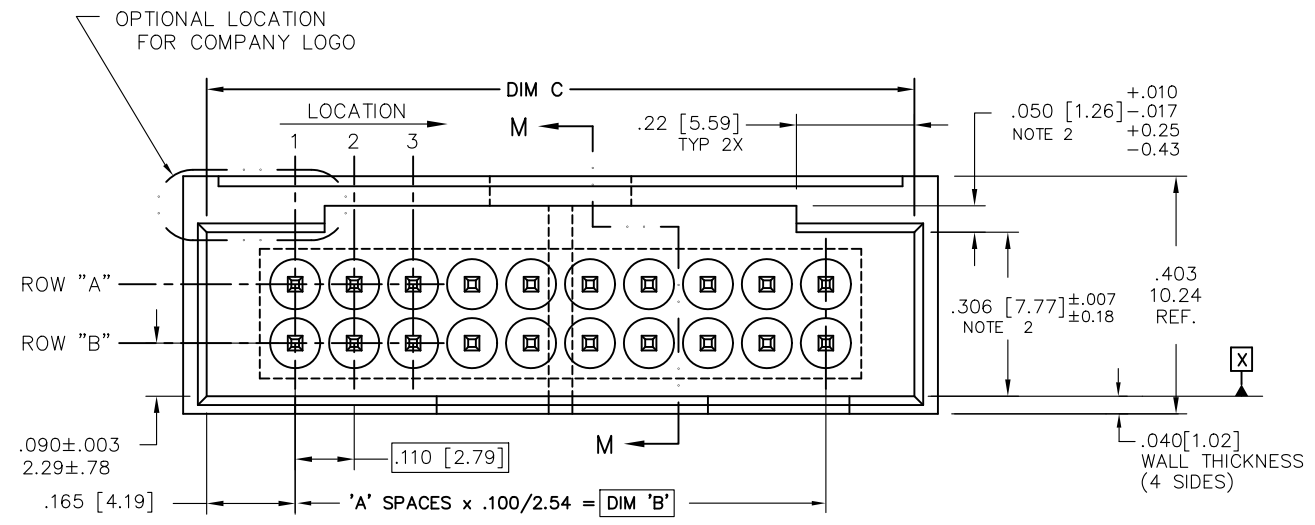 OPTIONAL LOCATION
FOR COMPANY LOGO
DIM C
LOCATION
1 2 3
M
.22 [5.59]
TYP 2X
.050 [1.26]
+.010
-.017
NOTE 2
+0.25
-0.43
ROW "A"
ROW "B"
.306 [7.77]
±.007
±0.18
NOTE 2
.403
10.24
REF.
X
.090±.003
2.29±.78
.110 [2.79]
M
.040[1.02]
WALL THICKNESS
(4 SIDES)
.165 [4.19]
'A' SPACES x .100/2.54 = DIM 'B'